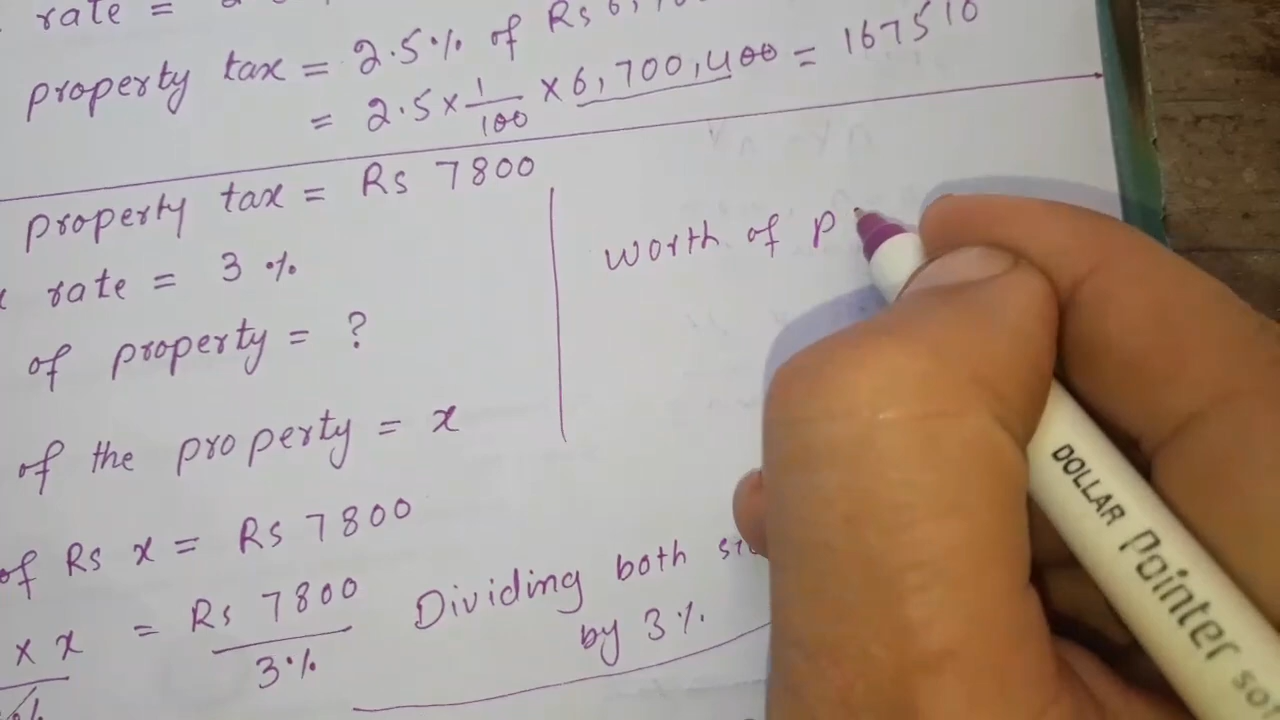 rate =
property tax = 2.5% of Rs 6,
= 2.5 × 1/100 × 6,700,400 = 167510
property tax = Rs 7800
rate = 3 %
of property = ?
of the property = x
of Rs x = Rs 7800
× x = Rs 7800 / 3%
Dividing both
by 3%
worth of p
DOLLAR Pointer